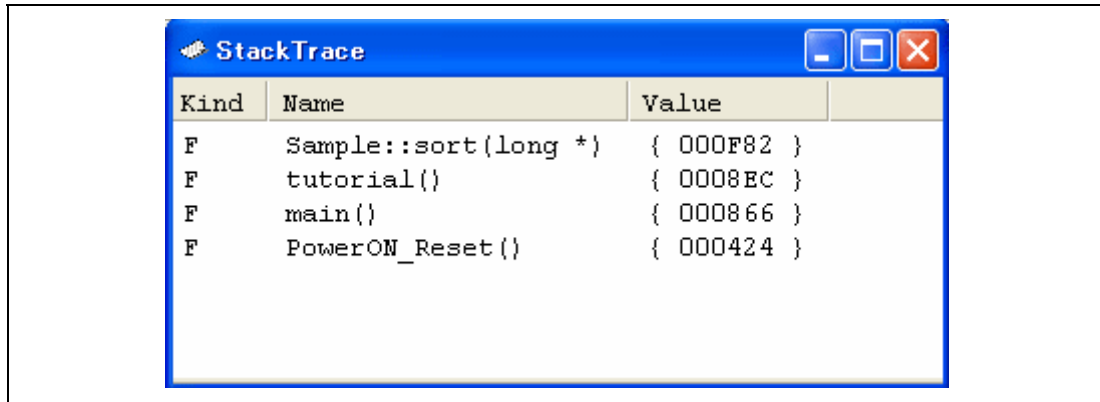 StackTrace
Kind Name Value
F Sample::sort(long *) { 000F82 }
F tutorial() { 0008EC }
F main() { 000866 }
F PowerON_Reset() { 000424 }